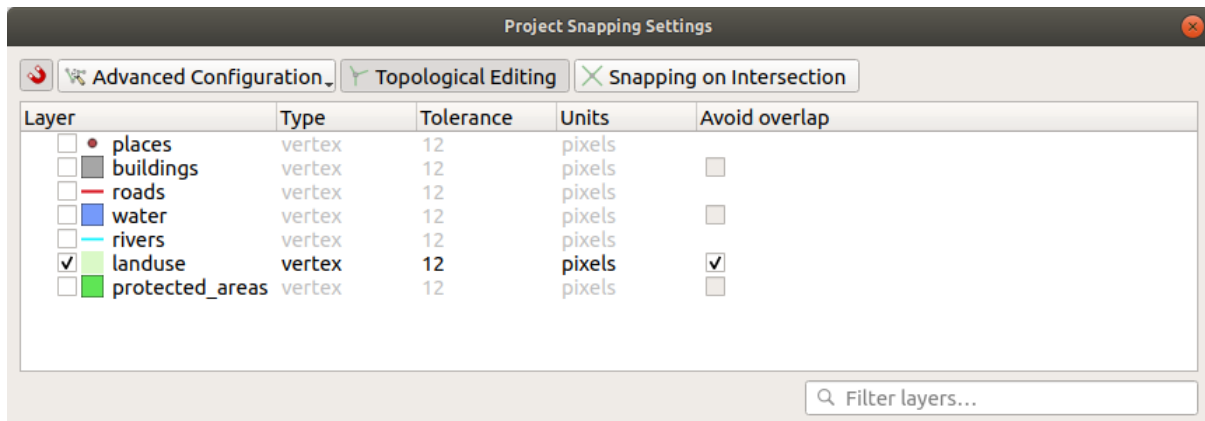 Project Snapping Settings
Advanced Configuration Topological Editing Snapping on Intersection
Layer Type Tolerance Units Avoid overlap
places vertex 12 pixels
buildings vertex 12 pixels
roads vertex 12 pixels
water vertex 12 pixels
rivers vertex 12 pixels
landuse vertex 12 pixels
protected_areas vertex 12 pixels
Filter layers...